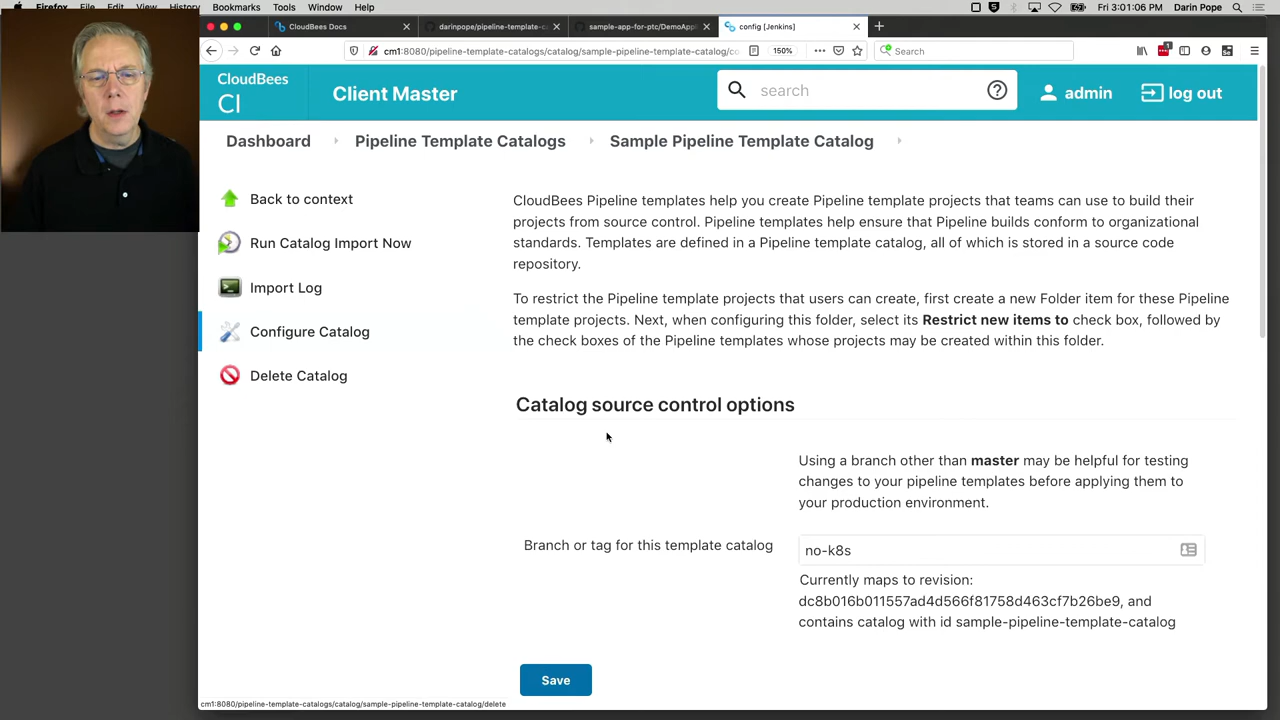 Firefox File Edit View History Bookmarks Tools Window Help
Fri 3:01:06 PM Darin Pope
CloudBees Docs
darinpope/pipeline-template-ca
sample-app-for-ptc/DemoAppl
config [Jenkins]
cm1:8080/pipeline-template-catalogs/catalog/sample-pipeline-template-catalog/co
150%
Search
CloudBees
CI
Client Master
search
admin
log out
Dashboard
Pipeline Template Catalogs
Sample Pipeline Template Catalog
Back to context
Run Catalog Import Now
Import Log
Configure Catalog
Delete Catalog
CloudBees Pipeline templates help you create Pipeline template projects that teams can use to build their
projects from source control. Pipeline templates help ensure that Pipeline builds conform to organizational
standards. Templates are defined in a Pipeline template catalog, all of which is stored in a source code
repository.
To restrict the Pipeline template projects that users can create, first create a new Folder item for these Pipeline
template projects. Next, when configuring this folder, select its Restrict new items to check box, followed by
the check boxes of the Pipeline templates whose projects may be created within this folder.
Catalog source control options
Using a branch other than master may be helpful for testing
changes to your pipeline templates before applying them to
your production environment.
Branch or tag for this template catalog
no-k8s
Currently maps to revision:
dc8b016b011557ad4d566f81758d463cf7b26be9, and
contains catalog with id sample-pipeline-template-catalog
Save
cm1:8080/pipeline-template-catalogs/catalog/sample-pipeline-template-catalog/delete